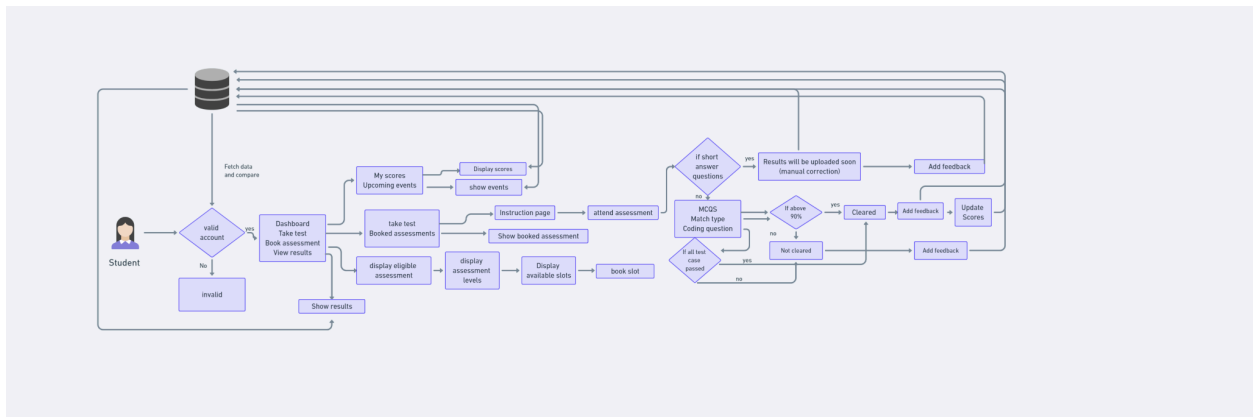 Fetch data
and compare
Student
valid
account
yes
No
invalid
Dashboard
Take test
Book assessment
View results
My scores
Upcoming events
Display scores
show events
take test
Booked assessments
Instruction page
attend assessment
Show booked assessment
display eligible
assessment
display
assessment
levels
Display
available slots
book slot
Show results
if short
answer
questions
yes
Results will be uploaded soon
(manual correction)
Add feedback
no
MCQS
Match type
Coding question
If above
90%
yes
Cleared
Add feedback
Update
Scores
no
Not cleared
Add feedback
if all test
case
passed
yes
no